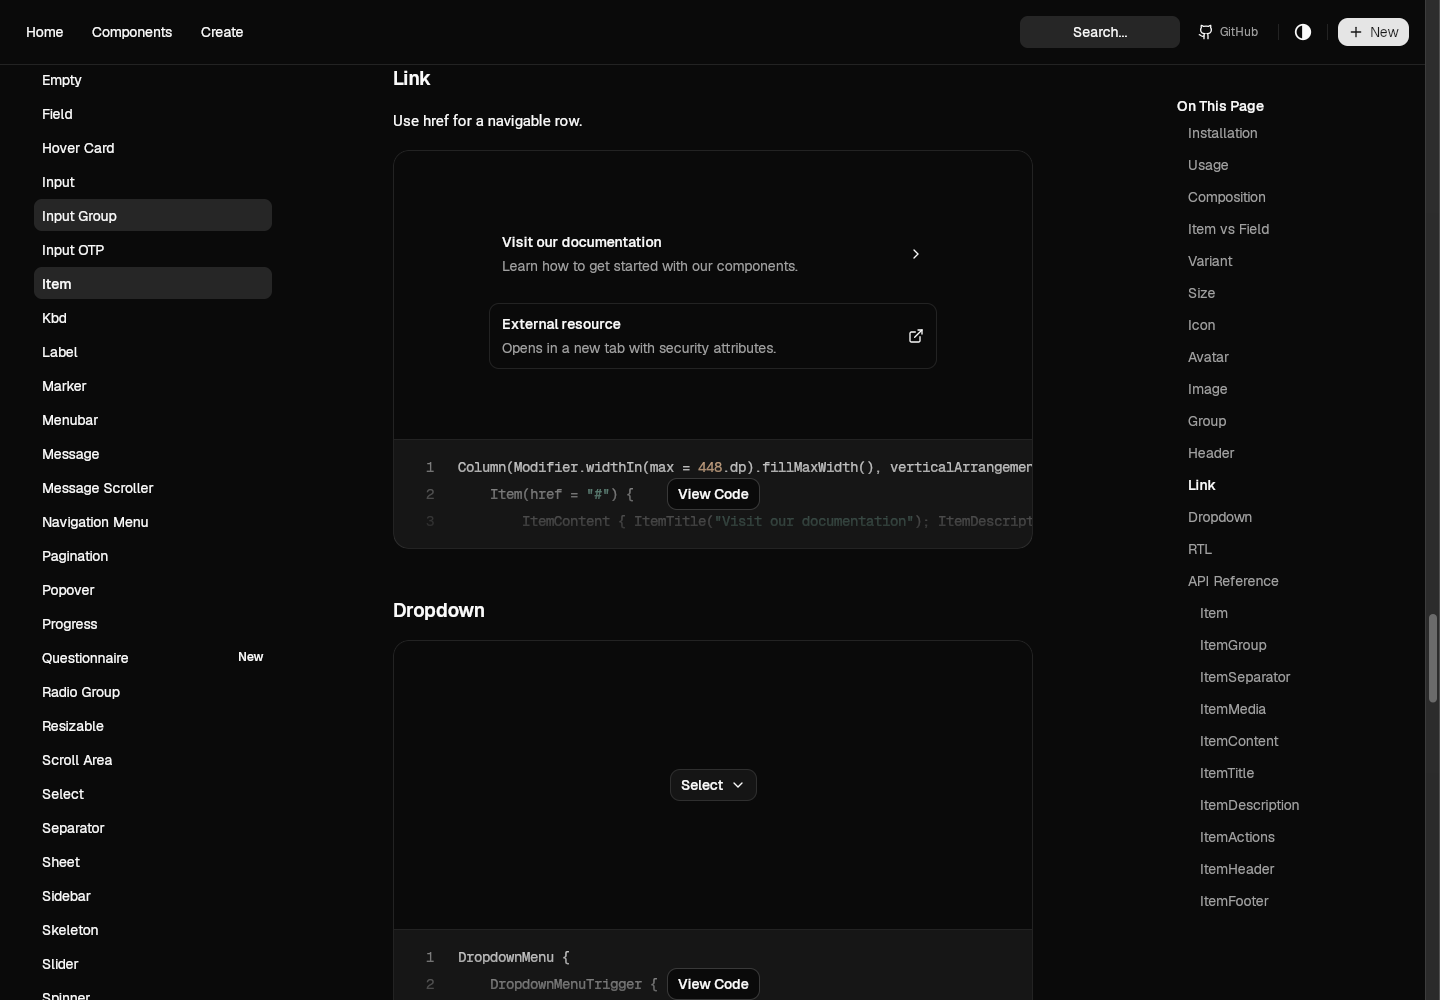 Home
Components
Create
Search...
GitHub
New
Empty
Field
Hover Card
Input
Input Group
Input OTP
Item
Kbd
Label
Marker
Menubar
Message
Message Scroller
Navigation Menu
Pagination
Popover
Progress
Questionnaire New
Radio Group
Resizable
Scroll Area
Select
Separator
Sheet
Sidebar
Skeleton
Slider
Spinner
Link
Use href for a navigable row.
Visit our documentation
Learn how to get started with our components.
External resource
Opens in a new tab with security attributes.
1 Column(Modifier.widthIn(max = 448.dp).fillMaxWidth(), verticalArrangemen
2 Item(href = "#") {
View Code
3 ItemContent { ItemTitle("Visit our documentation"); ItemDescript
Dropdown
Select
1 DropdownMenu {
2 DropdownMenuTrigger {
View Code
On This Page
Installation
Usage
Composition
Item vs Field
Variant
Size
Icon
Avatar
Image
Group
Header
Link
Dropdown
RTL
API Reference
Item
ItemGroup
ItemSeparator
ItemMedia
ItemContent
ItemTitle
ItemDescription
ItemActions
ItemHeader
ItemFooter